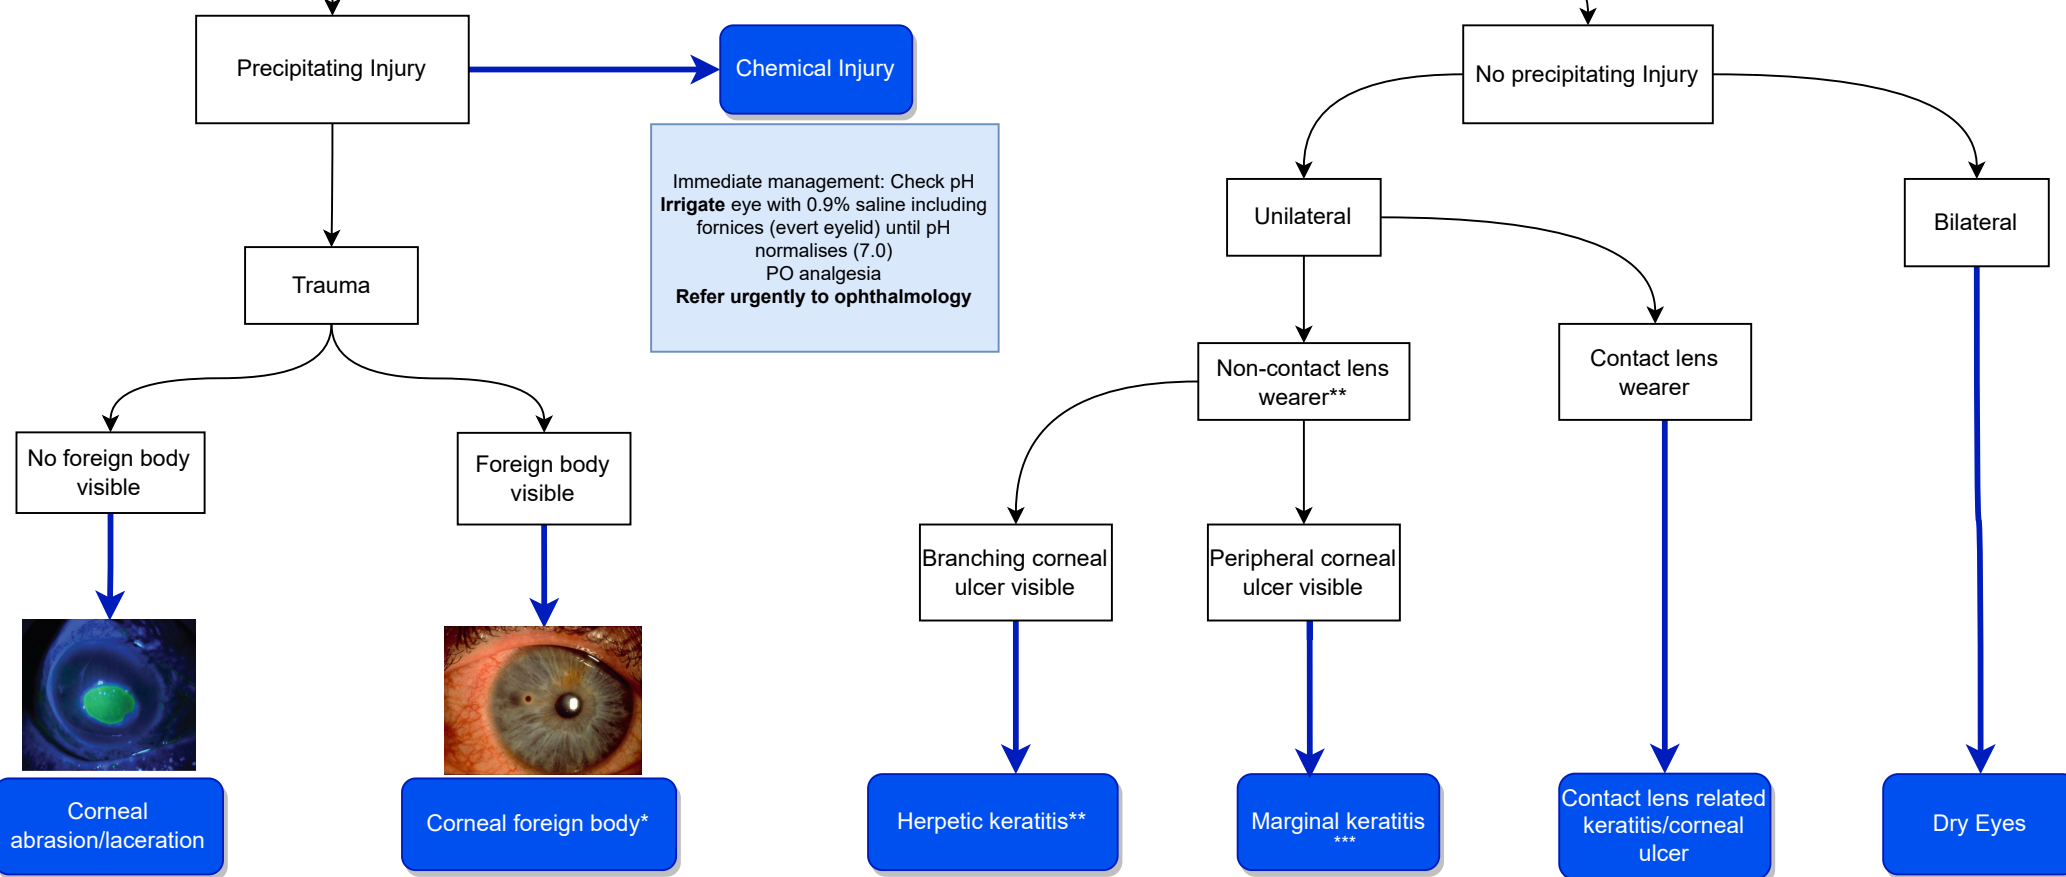 Precipitating Injury
Chemical Injury
No precipitating Injury
Immediate management: Check pH
Irrigate eye with 0.9% saline including
fornices (evert eyelid) until pH
normalises (7.0)
PO analgesia
Refer urgently to ophthalmology
Unilateral
Bilateral
Trauma
Non-contact lens
wearer**
Contact lens
wearer
No foreign body
visible
Foreign body
visible
Branching corneal
ulcer visible
Peripheral corneal
ulcer visible
Corneal
abrasion/laceration
Corneal foreign body*
Herpetic keratitis**
Marginal keratitis
***
Contact lens related
keratitis/corneal
ulcer
Dry Eyes